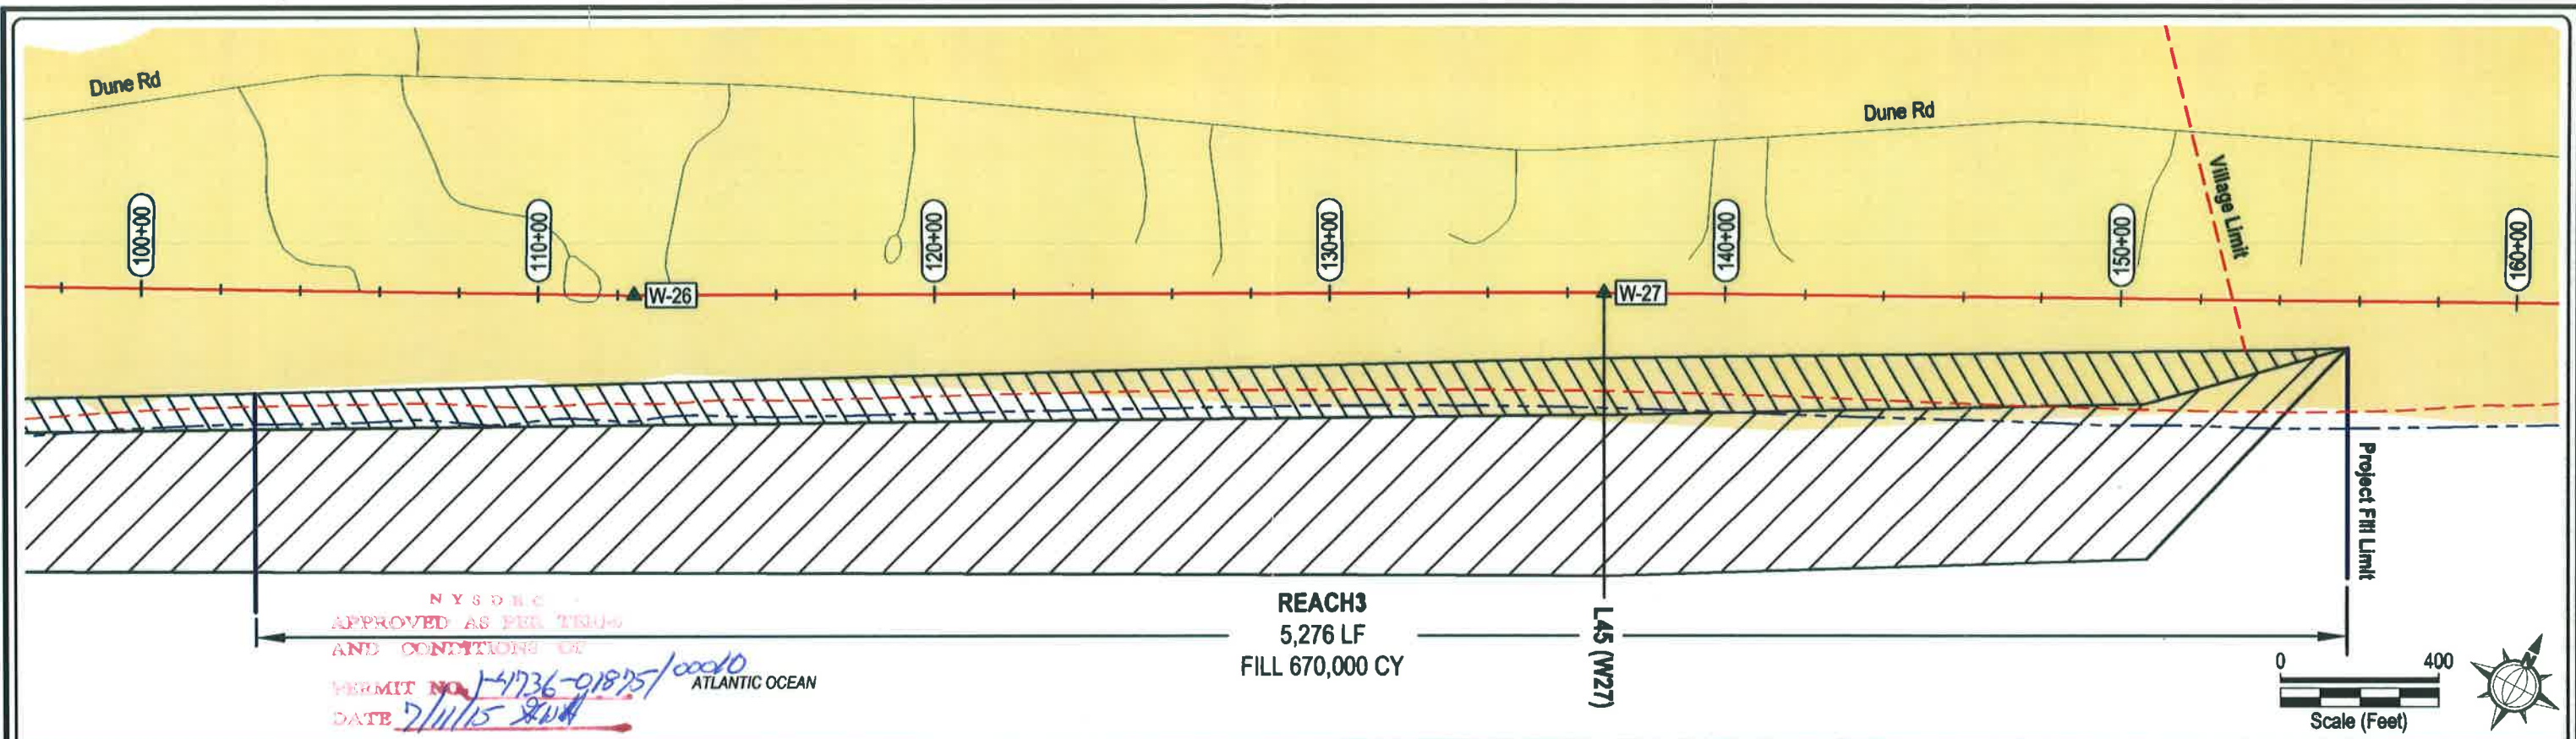 Dune Rd
Dune Rd
Village Limit
100+00
110+00
120+00
130+00
140+00
150+00
160+00
W-26
W-27
Project Fill Limit
REACH3
5,276 LF
FILL 670,000 CY
L45 (W27)
NYSDEC
APPROVED AS PER TERMS
AND CONDITIONS OF
PERMIT NO. 1-4736-01875/00010
DATE 7/11/15
ATLANTIC OCEAN
0 400
Scale (Feet)
N